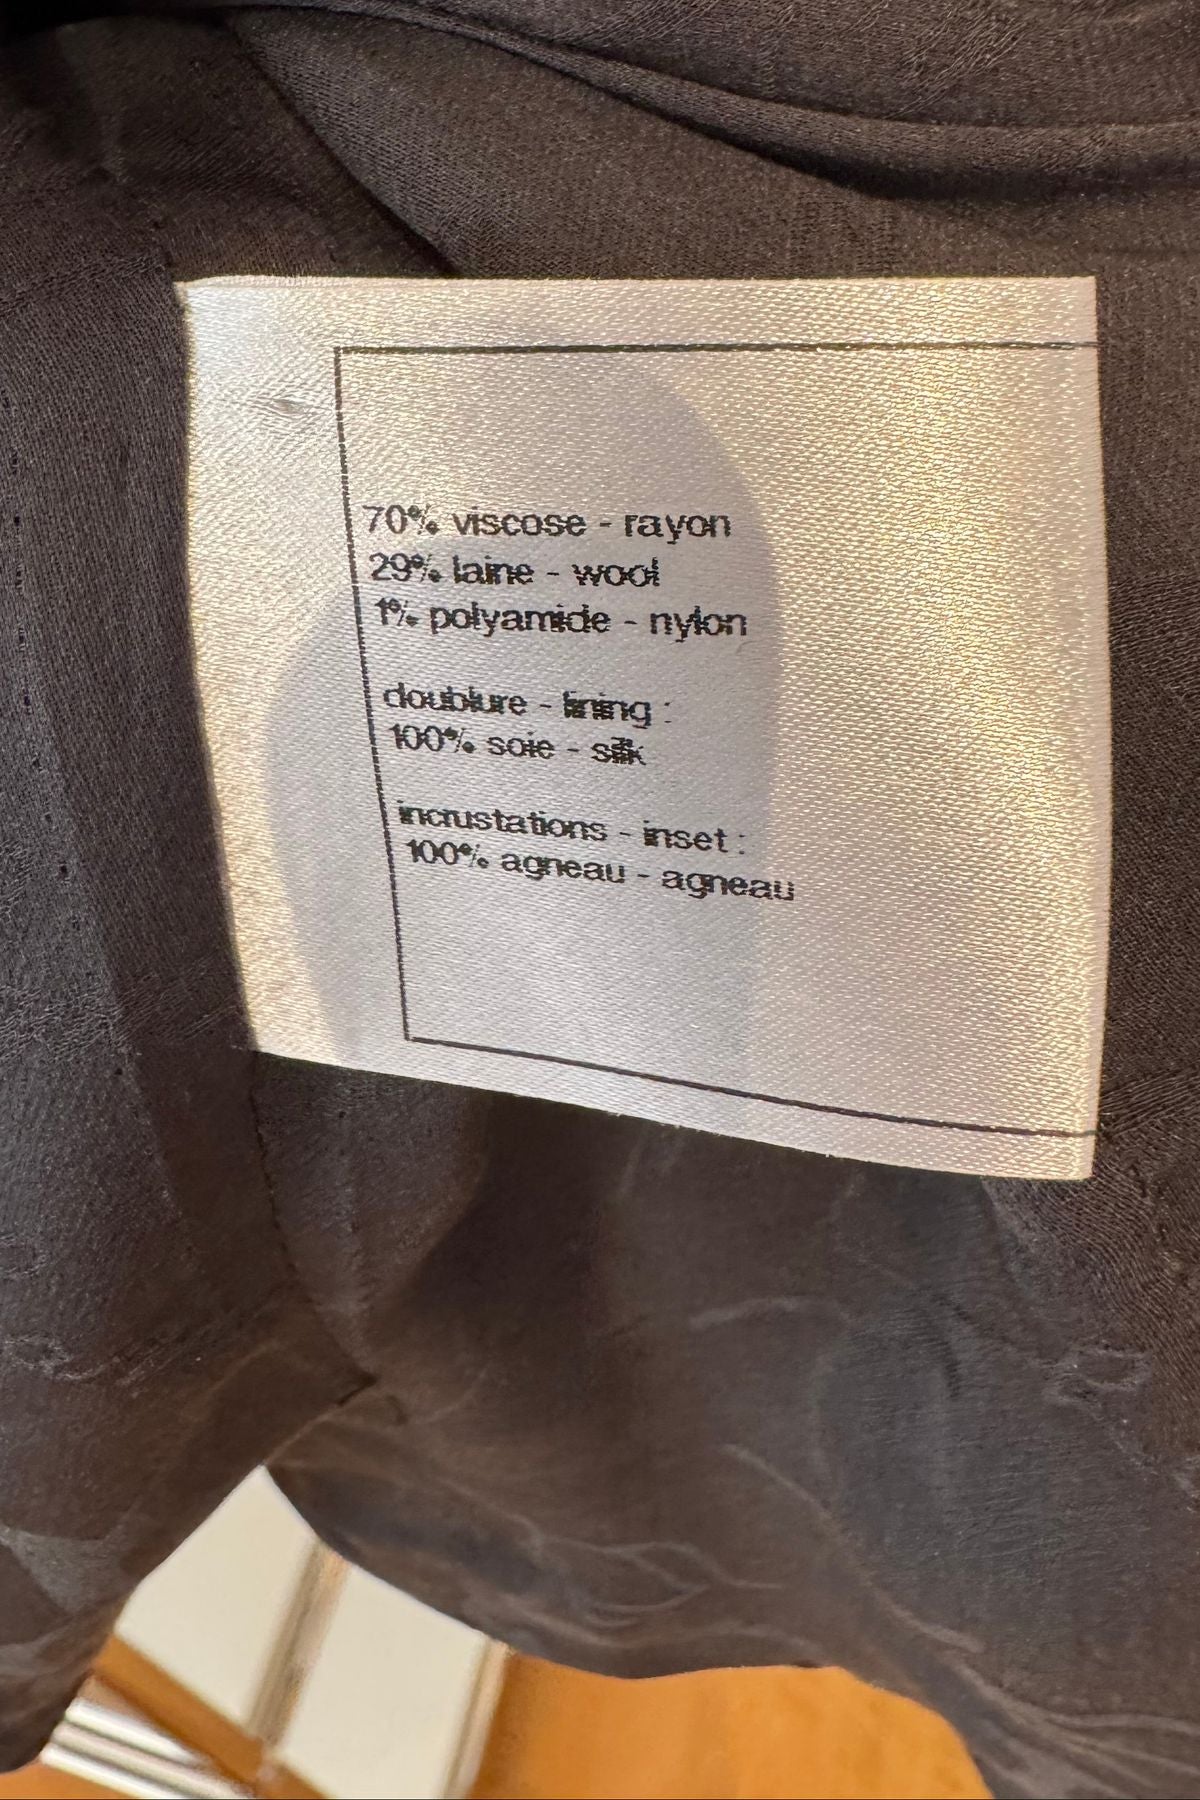 70% viscose - rayon
29% laine - wool
1% polyamide - nylon
doublure - lining :
100% soie - silk
incrustations - inset :
100% agneau - agneau